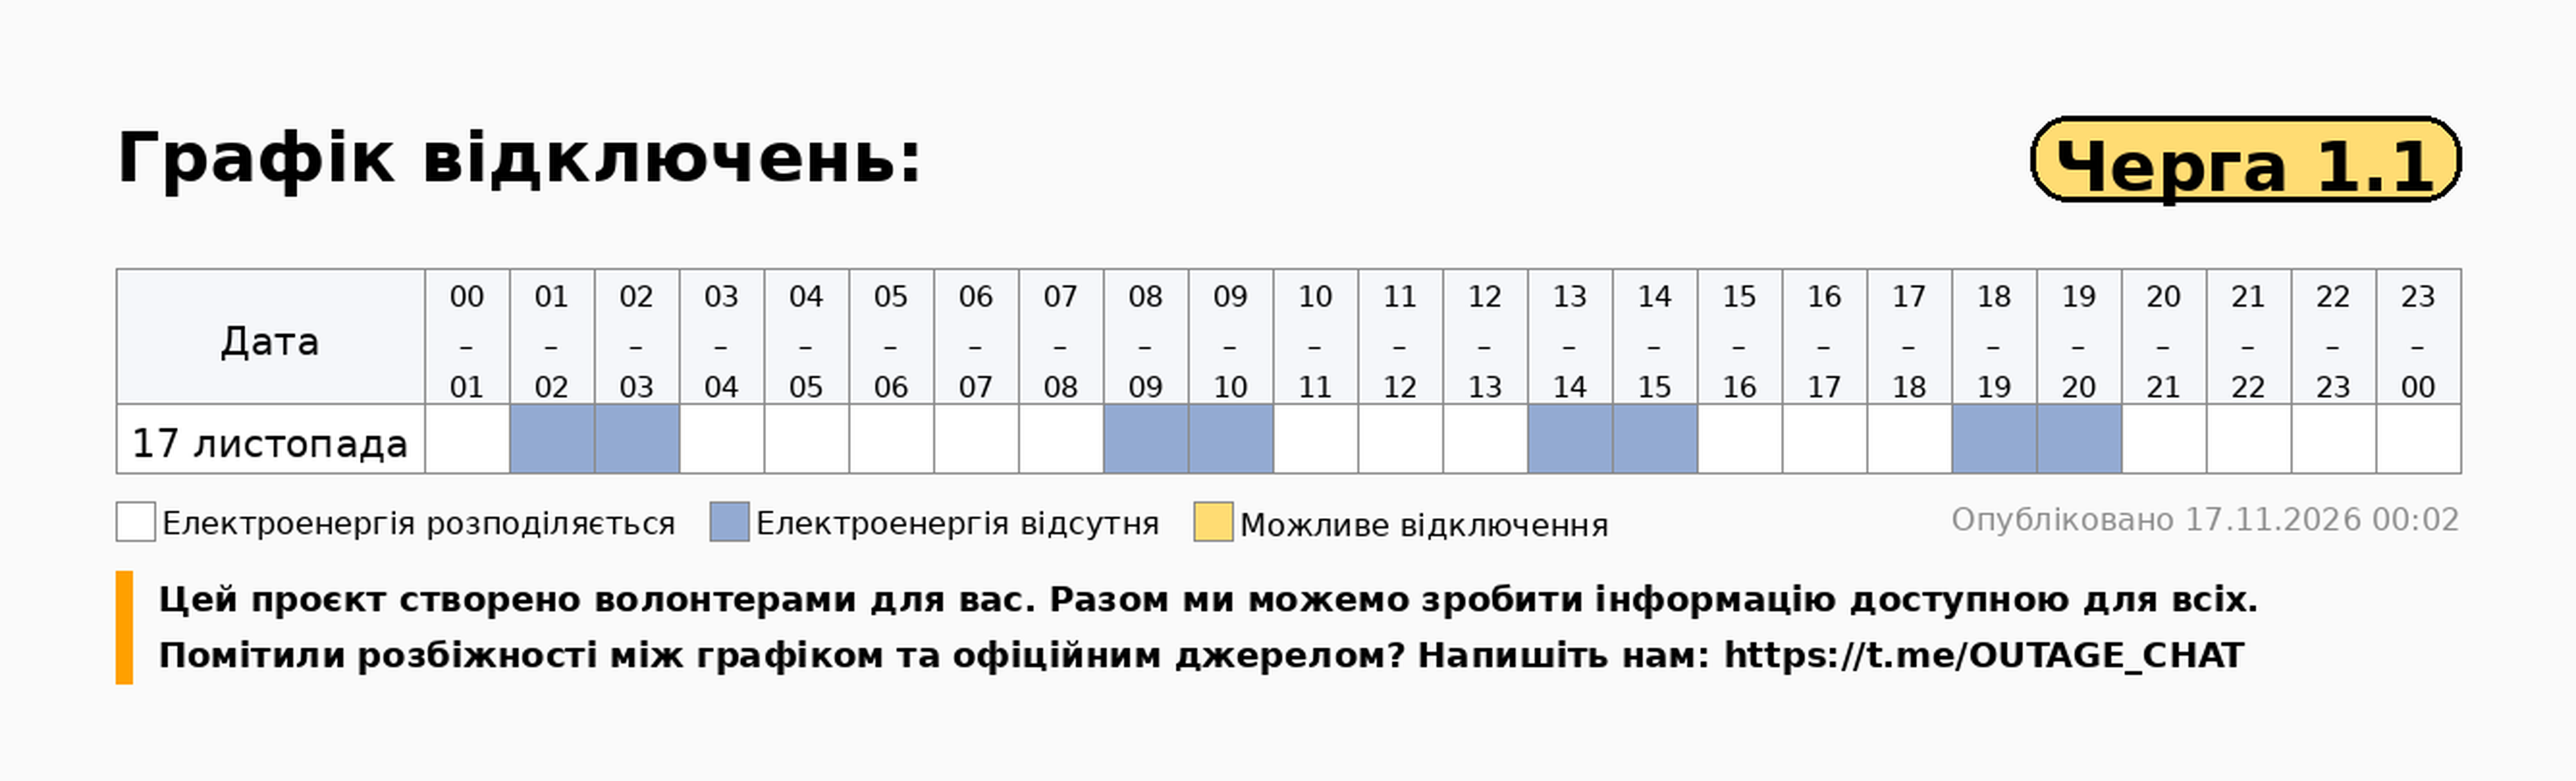 Графік відключень:
Черга 1.1
Дата
00 – 01
01 – 02
02 – 03
03 – 04
04 – 05
05 – 06
06 – 07
07 – 08
08 – 09
09 – 10
10 – 11
11 – 12
12 – 13
13 – 14
14 – 15
15 – 16
16 – 17
17 – 18
18 – 19
19 – 20
20 – 21
21 – 22
22 – 23
23 – 00
17 листопада
Електроенергія розподіляється
Електроенергія відсутня
Можливе відключення
Опубліковано 17.11.2026 00:02
Цей проєкт створено волонтерами для вас. Разом ми можемо зробити інформацію доступною для всіх.
Помітили розбіжності між графіком та офіційним джерелом? Напишіть нам: https://t.me/OUTAGE_CHAT